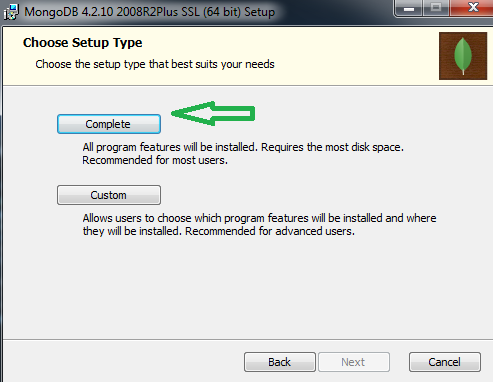 MongoDB 4.2.10 2008R2Plus SSL (64 bit) Setup
Choose Setup Type
Choose the setup type that best suits your needs
Complete
All program features will be installed. Requires the most disk space.
Recommended for most users.
Custom
Allows users to choose which program features will be installed and where
they will be installed. Recommended for advanced users.
Back Next Cancel